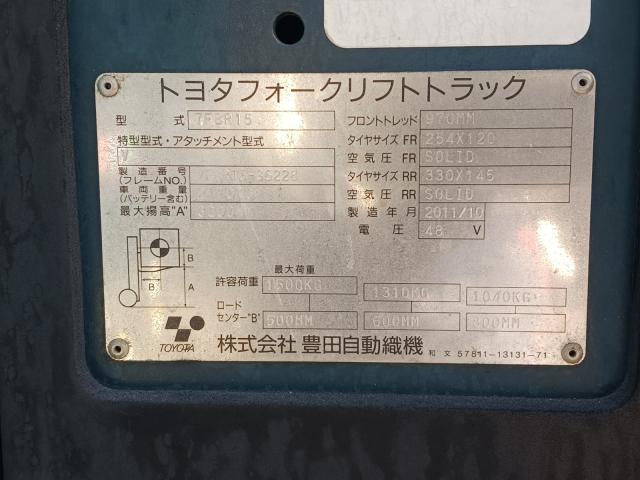 トヨタフォークリフトトラック
型 式 7FBR15
フロントトレッド 970MM
特型型式・アタッチメント型式
タイヤサイズ FR 254X120
V
空気圧 FR SOLID
製造番号
(フレームNO.)
タイヤサイズ RR 330X145
車両重量
(バッテリー含む)
空気圧 RR SOLID
最大揚高"A"
製造年月 2011/10
電圧 48 V
B
B A
最大荷重
許容荷重 1500KG 1310KG 1040KG
ロード
センター"B" 500MM 600MM
TOYOTA 株式会社 豊田自動織機 和文 57811-13131-71